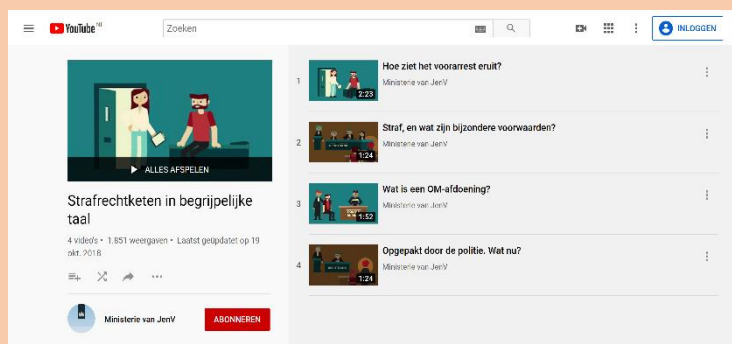 YouTube NL
Zoeken
INLOGGEN
ALLES AFSPELEN
Strafrechtketen in begrijpelijke
taal
4 video's • 1.851 weergaven • Laatst geüpdatet op 19
okt. 2018
Ministerie van JenV
ABONNEREN
1
2:23
Hoe ziet het voorarrest eruit?
Ministerie van JenV
2
1:24
Straf, en wat zijn bijzondere voorwaarden?
Ministerie van JenV
3
1:52
Wat is een OM-afdoening?
Ministerie van JenV
4
1:24
Opgepakt door de politie. Wat nu?
Ministerie van JenV